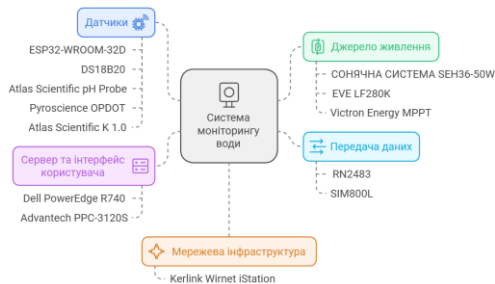 Датчики
ESP32-WROOM-32D
DS18B20
Atlas Scientific pH Probe
Pyroscience OPDOT
Atlas Scientific K 1.0
Сервер та інтерфейс
користувача
Dell PowerEdge R740
Advantech PPC-3120S
Система
моніторингу
води
Джерело живлення
СОНЯЧНА СИСТЕМА SEH36-50W
EVE LF280K
Victron Energy MPPT
Передача даних
RN2483
SIM800L
Мережева інфраструктура
Kerlink Wirnet iStation